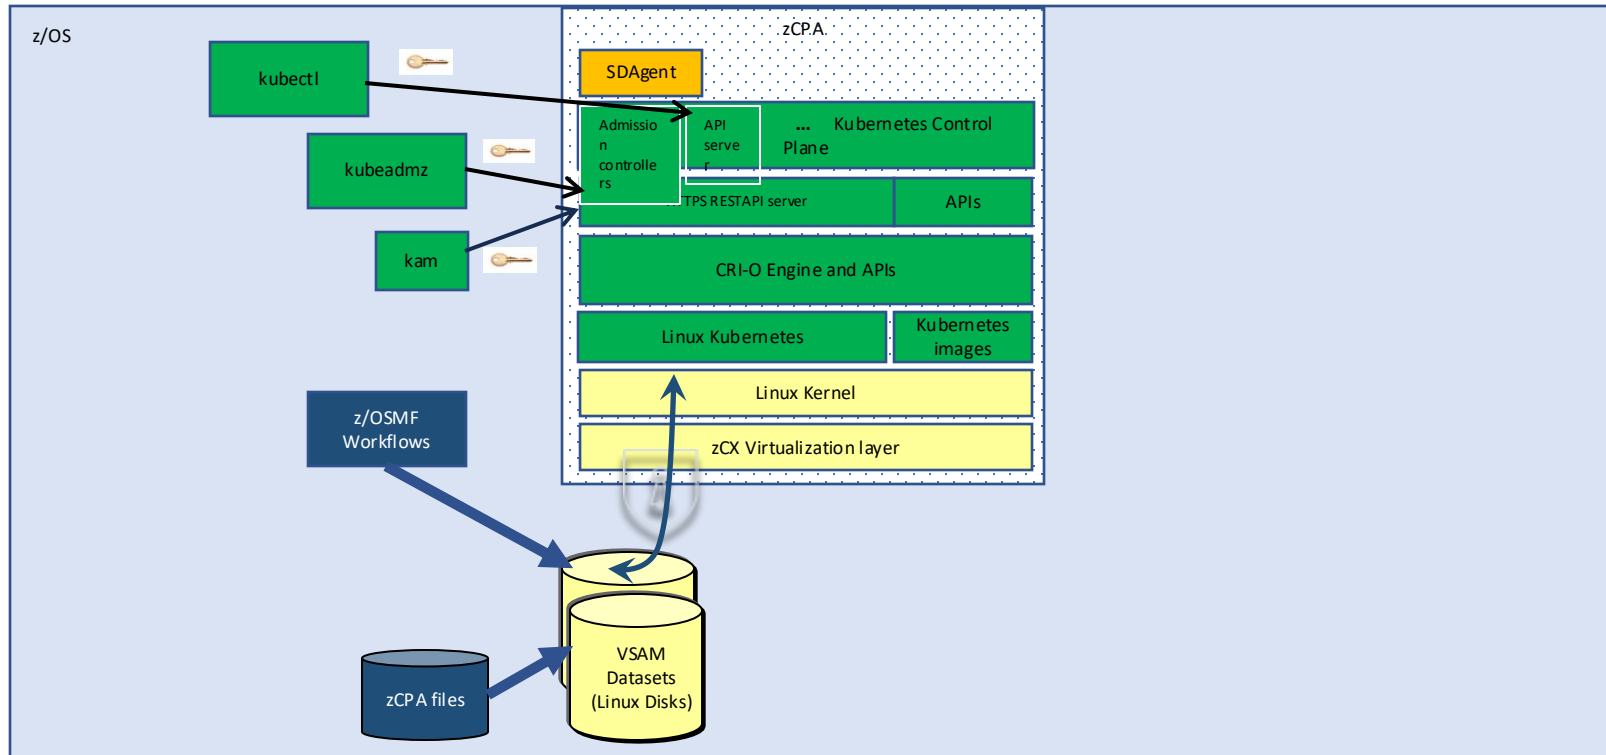 z/OS
zCPA
kubectl
SDAgent
Admissio
n
controlle
rs
API
serve
r
... Kubernetes Control
Plane
kubeadmz
TPS RESTAPI server
APIs
kam
CRI-O Engine and APIs
Linux Kubernetes
Kubernetes
images
Linux Kernel
z/OSMF
Workflows
zCX Virtualization layer
VSAM
Datasets
(Linux Disks)
zCPA files